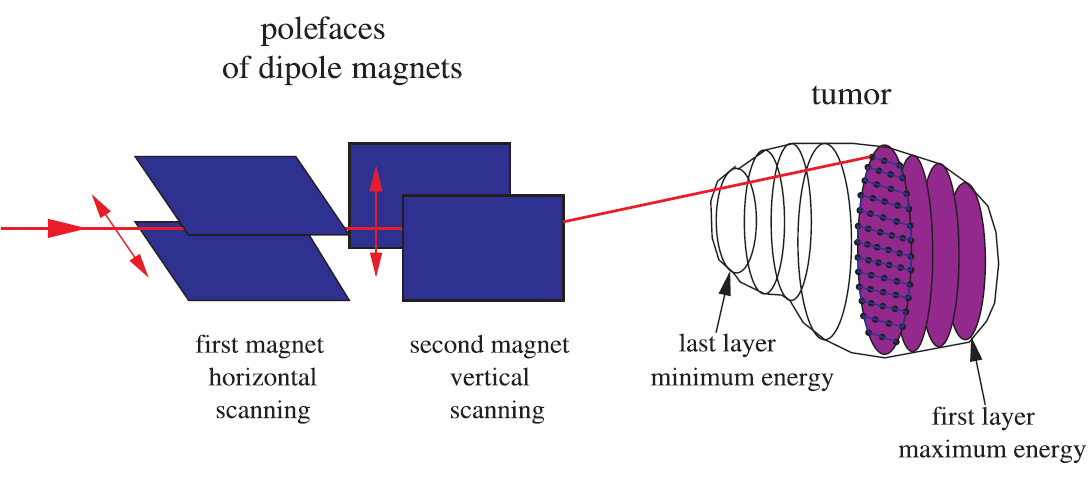 polefaces
of dipole magnets
tumor
first magnet
horizontal
scanning
second magnet
vertical
scanning
last layer
minimum energy
first layer
maximum energy